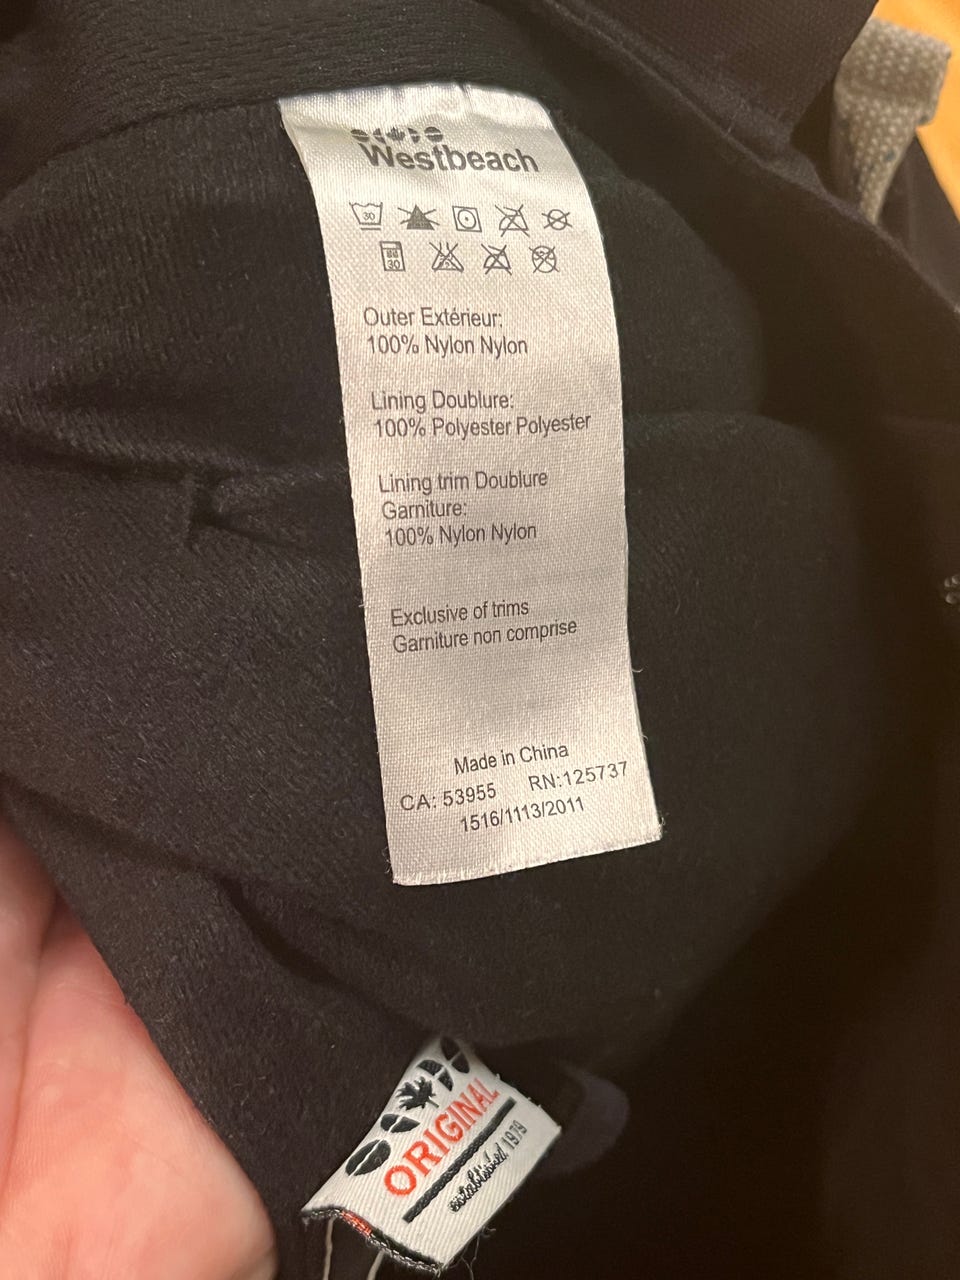 Westbeach
30
30
Outer Extérieur:
100% Nylon Nylon
Lining Doublure:
100% Polyester Polyester
Lining trim Doublure
Garniture:
100% Nylon Nylon
Exclusive of trims
Garniture non comprise
Made in China
CA: 53955 RN:125737
1516/1113/2011
ORIGINAL
established 1979